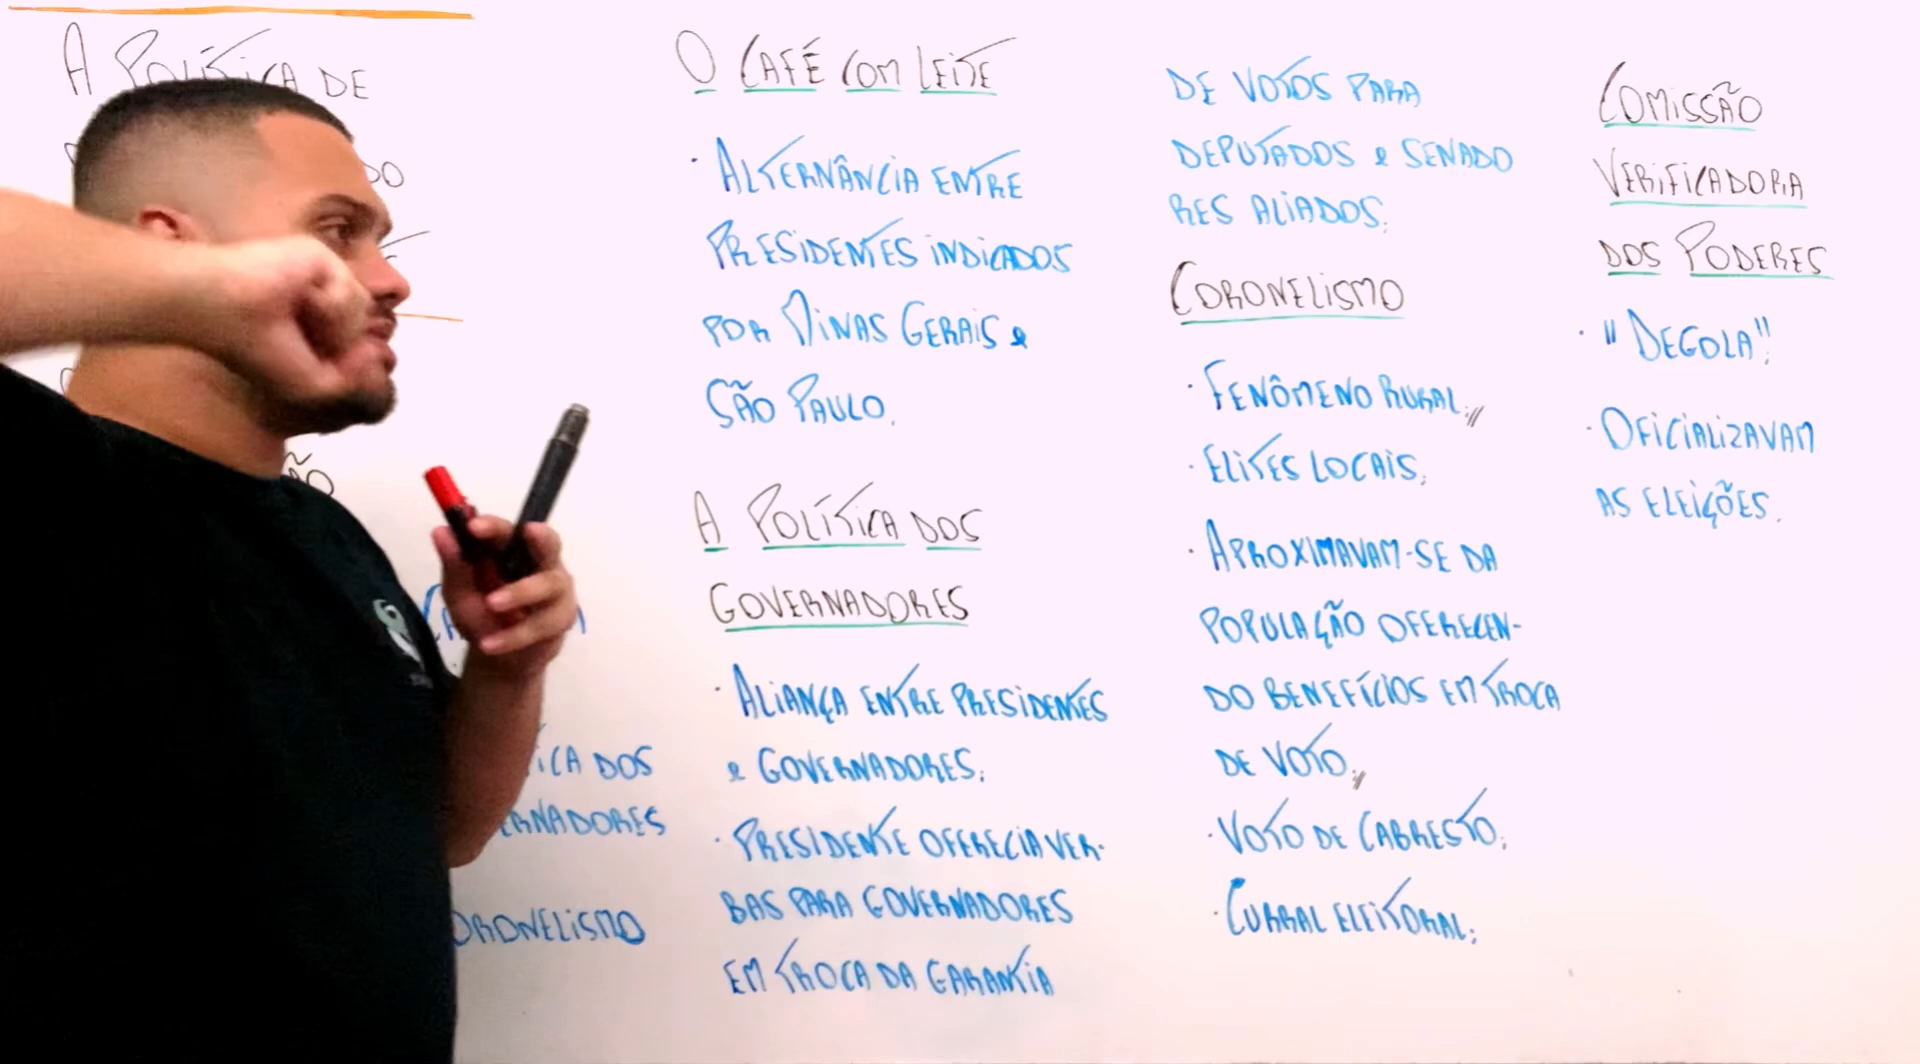 A POLÍTICA DE
DO
ÃO
ICA DOS
ERNADORES
ORONELISMO
O CAFÉ COM LEITE
· ALTERNÂNCIA ENTRE
PRESIDENTES INDICADOS
POR MINAS GERAIS e
SÃO PAULO.
A POLÍTICA DOS
GOVERNADORES
· ALIANÇA ENTRE PRESIDENTES
e GOVERNADORES;
· PRESIDENTE OFERECIA VER-
BAS PARA GOVERNADORES
EM TROCA DA GARANTIA
DE VOTOS PARA
DEPUTADOS e SENADO
RES ALIADOS;
CORONELISMO
· FENÔMENO RURAL;
· ELITES LOCAIS;
· APROXIMAVAM-SE DA
POPULAÇÃO OFERECEN-
DO BENEFÍCIOS EM TROCA
DE VOTO;
· VOTO DE CABRESTO;
· CURRAL ELEITORAL;
COMISSÃO
VERIFICADORA
DOS PODERES
· "DEGOLA";
· OFICIALIZAVAM
AS ELEIÇÕES.